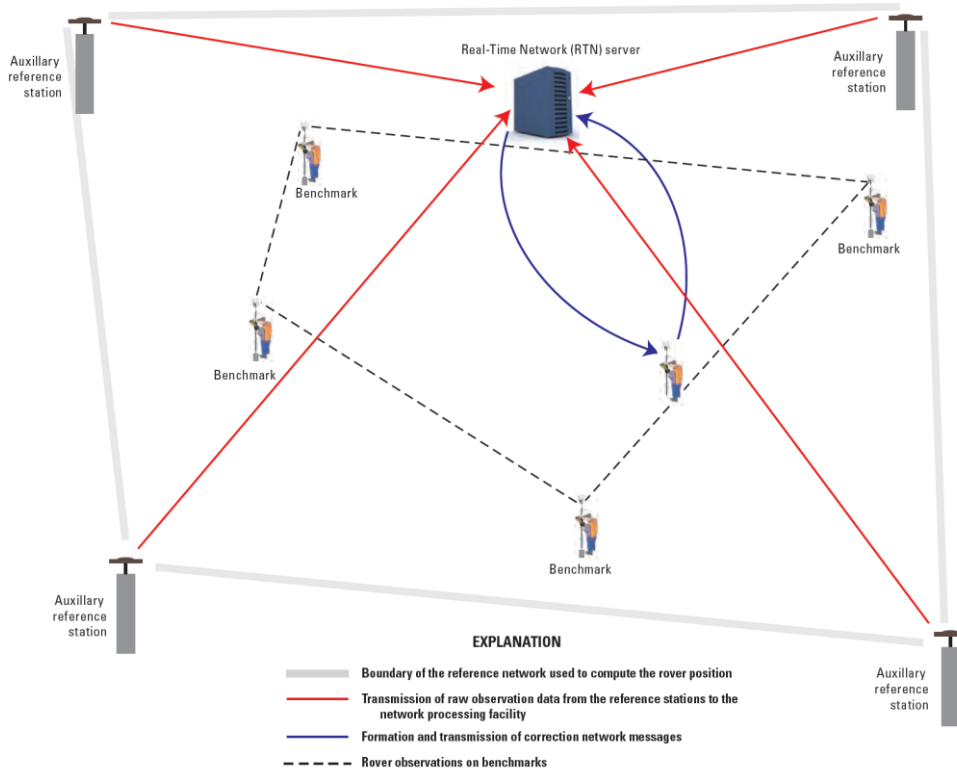 Auxillary
reference
station
Real-Time Network (RTN) server
Auxillary
reference
station
Benchmark
Benchmark
Benchmark
Benchmark
Auxillary
reference
station
Auxillary
reference
station
EXPLANATION
Boundary of the reference network used to compute the rover position
Transmission of raw observation data from the reference stations to the
network processing facility
Formation and transmission of correction network messages
Rover observations on benchmarks